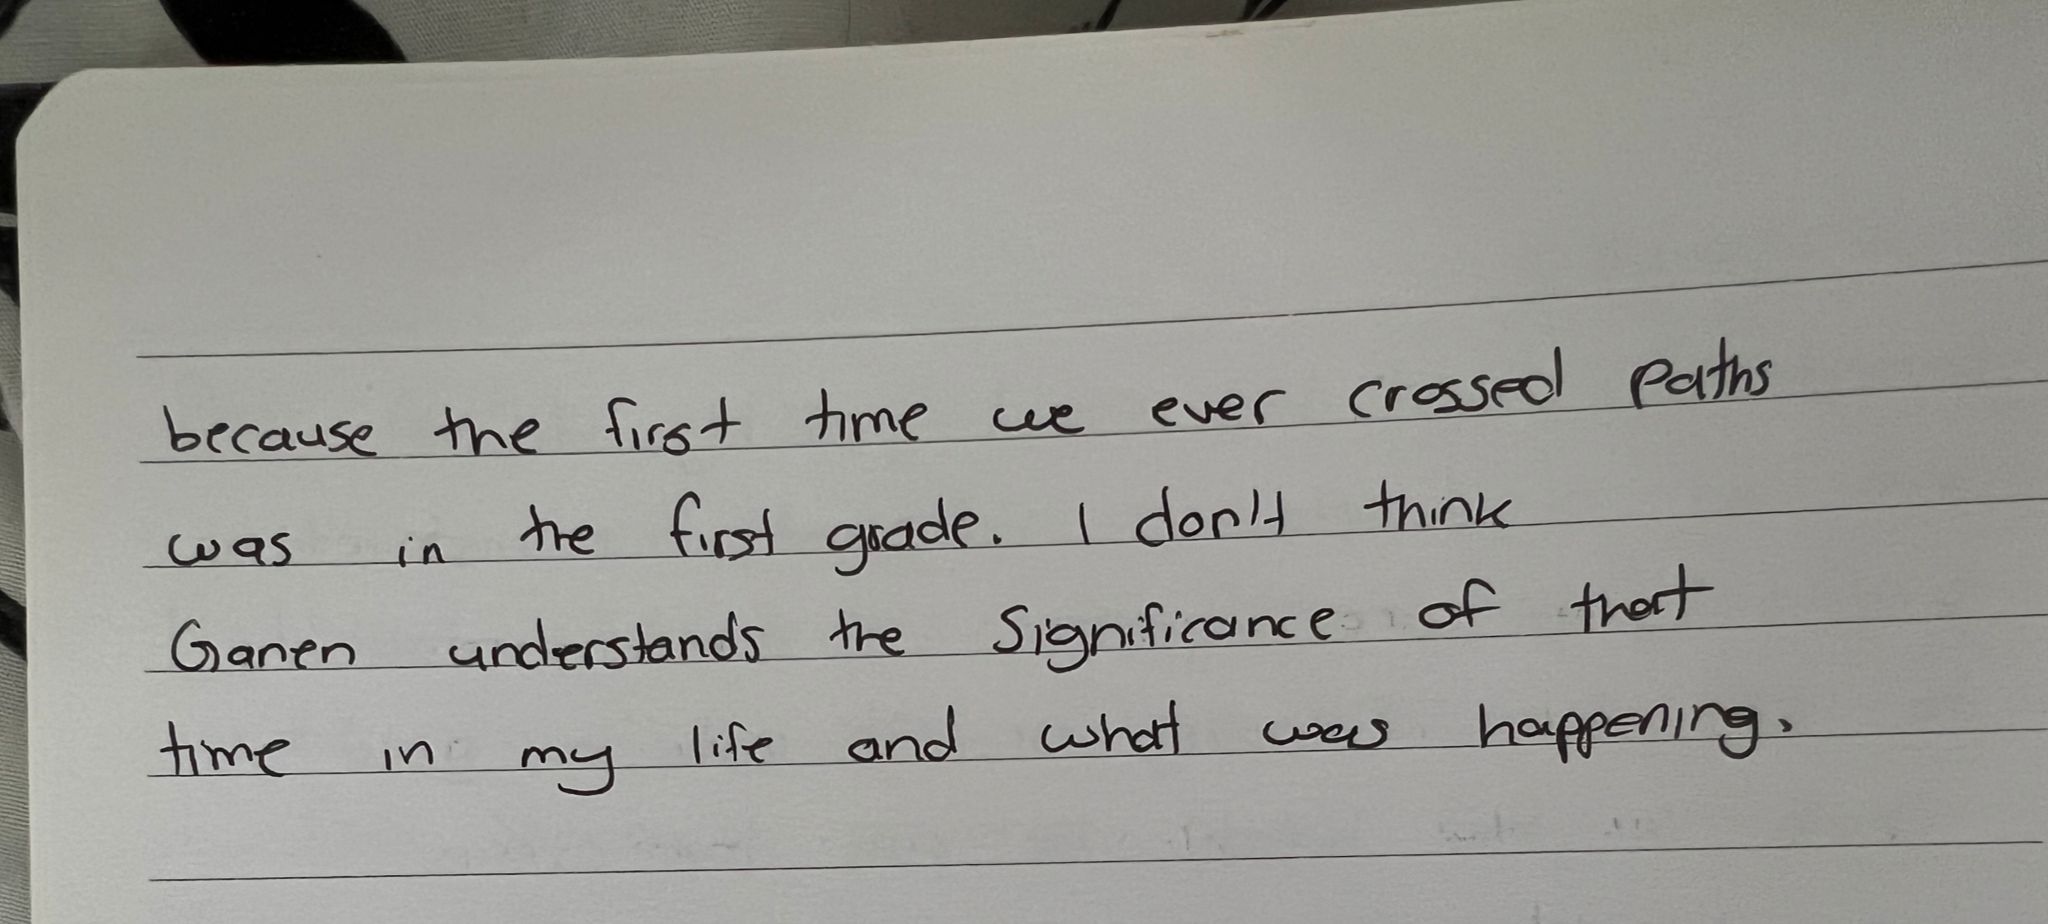 because the first time we ever crossed paths
was in the first grade. I don't think
Ganen understands the significance of that
time in my life and what was happening.